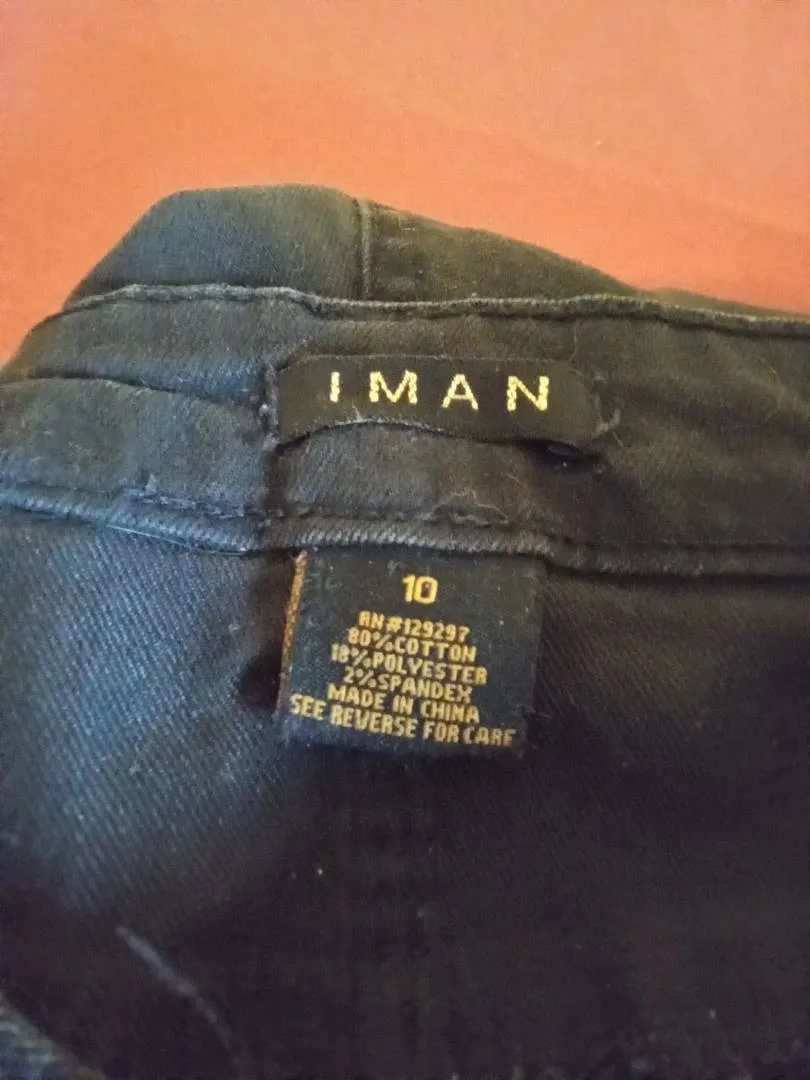 IMAN
10
RN#129297
80%COTTON
18%POLYESTER
2%SPANDEX
MADE IN CHINA
SEE REVERSE FOR CARE